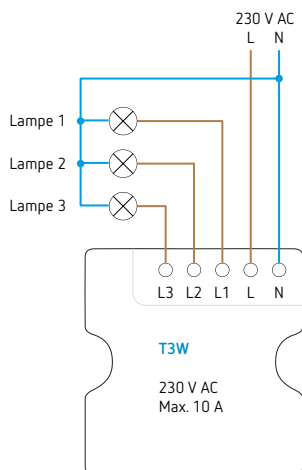 230 V AC
L N
Lampe 1
Lampe 2
Lampe 3
L3 L2 L1 L N
T3W
230 V AC
Max. 10 A